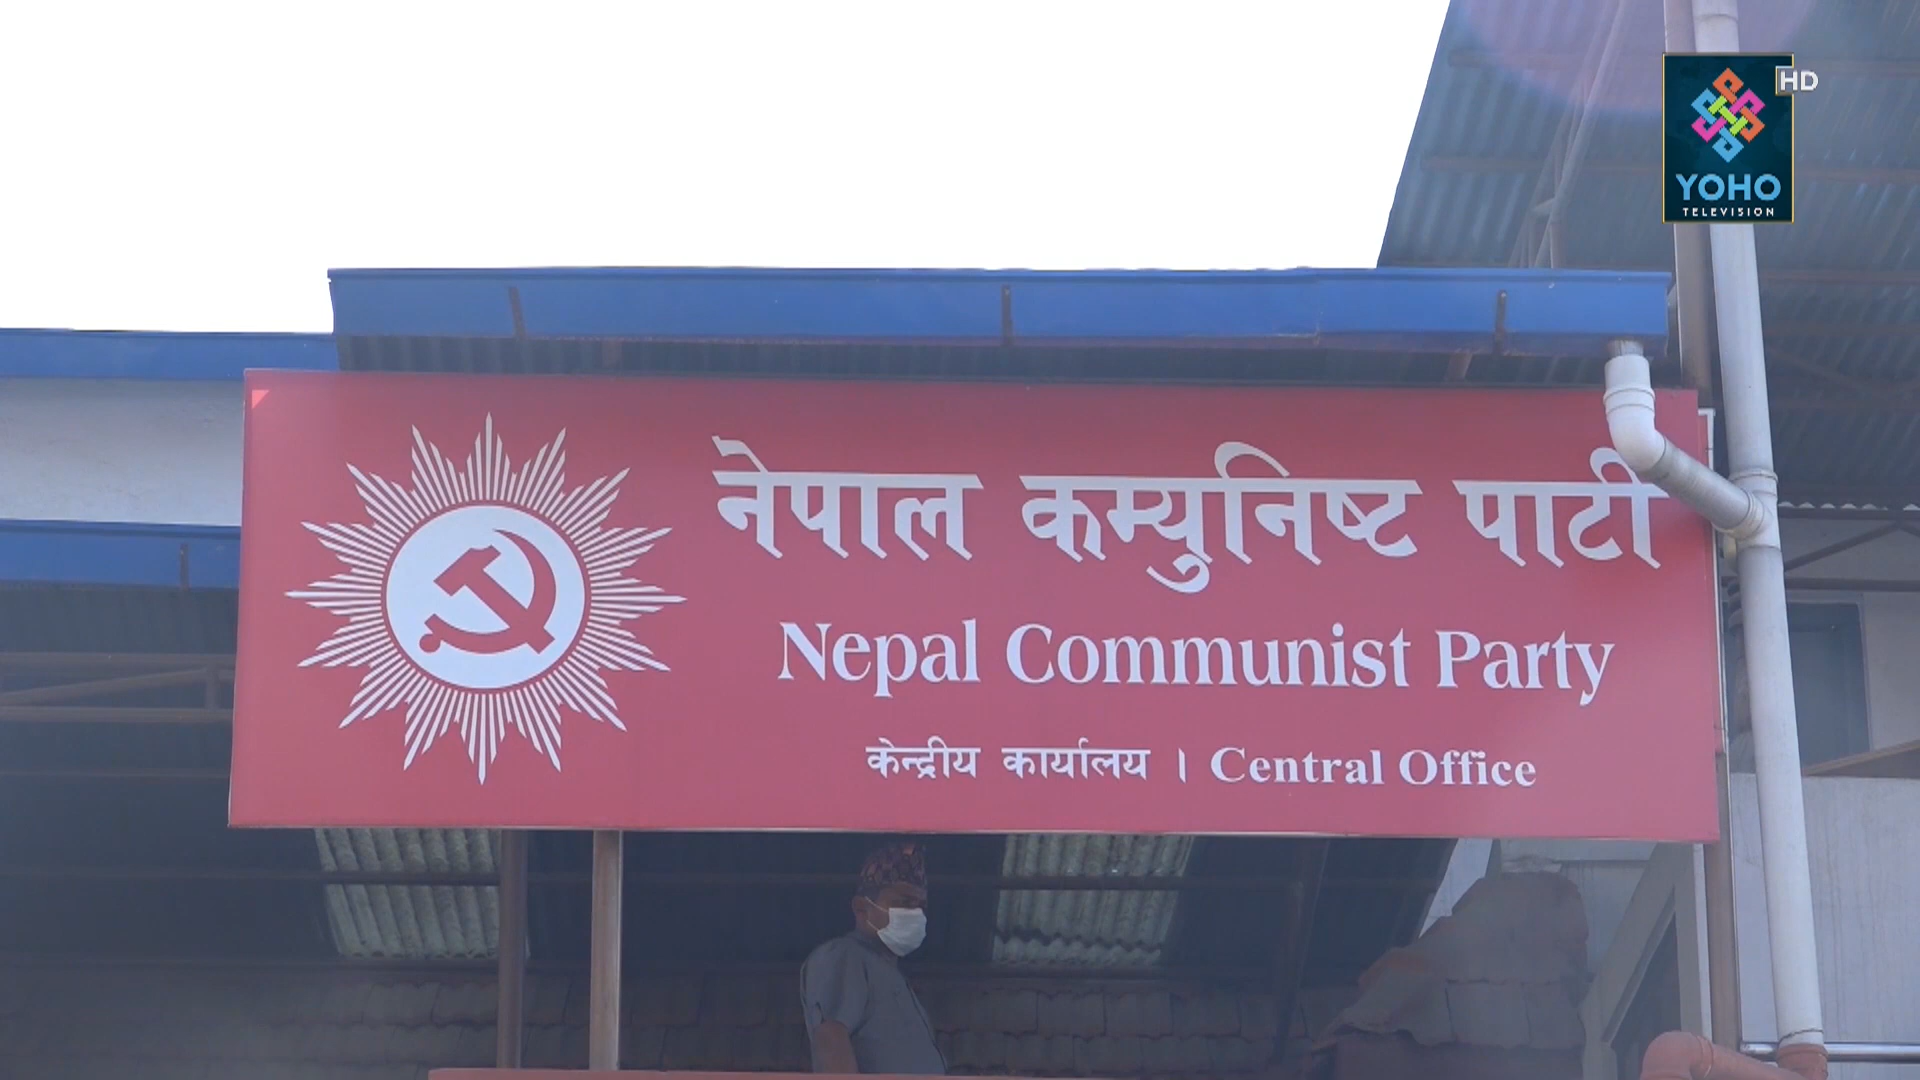 HD
YOHO
TELEVISION
नेपाल कम्युनिष्ट पार्टी
Nepal Communist Party
केन्द्रीय कार्यालय । Central Office